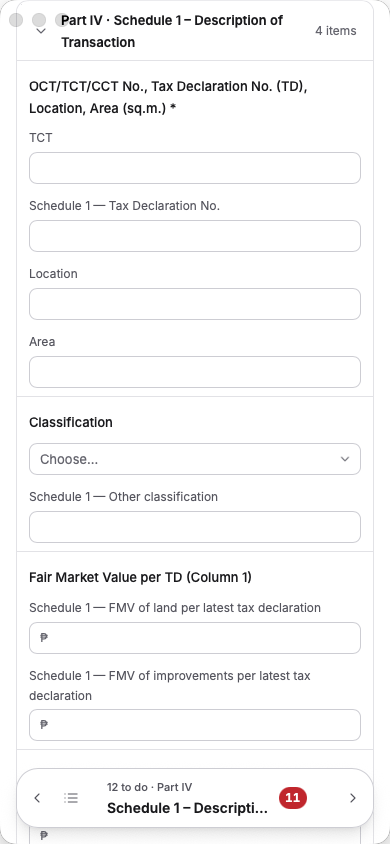 Part IV · Schedule 1 – Description of
Transaction
4 items
OCT/TCT/CCT No., Tax Declaration No. (TD),
Location, Area (sq.m.) *
TCT
Schedule 1 — Tax Declaration No.
Location
Area
Classification
Choose...
Schedule 1 — Other classification
Fair Market Value per TD (Column 1)
Schedule 1 — FMV of land per latest tax declaration
₱
Schedule 1 — FMV of improvements per latest tax
declaration
₱
12 to do · Part IV
Schedule 1 – Descripti...
11
₱